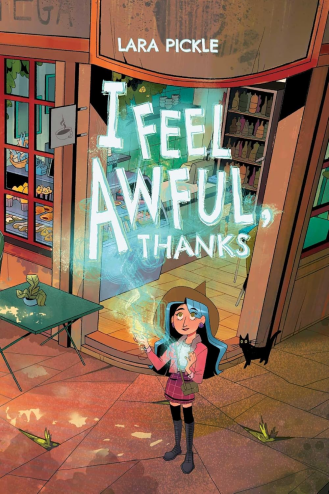 LARA PICKLE
I FEEL
AWFUL,
THANKS